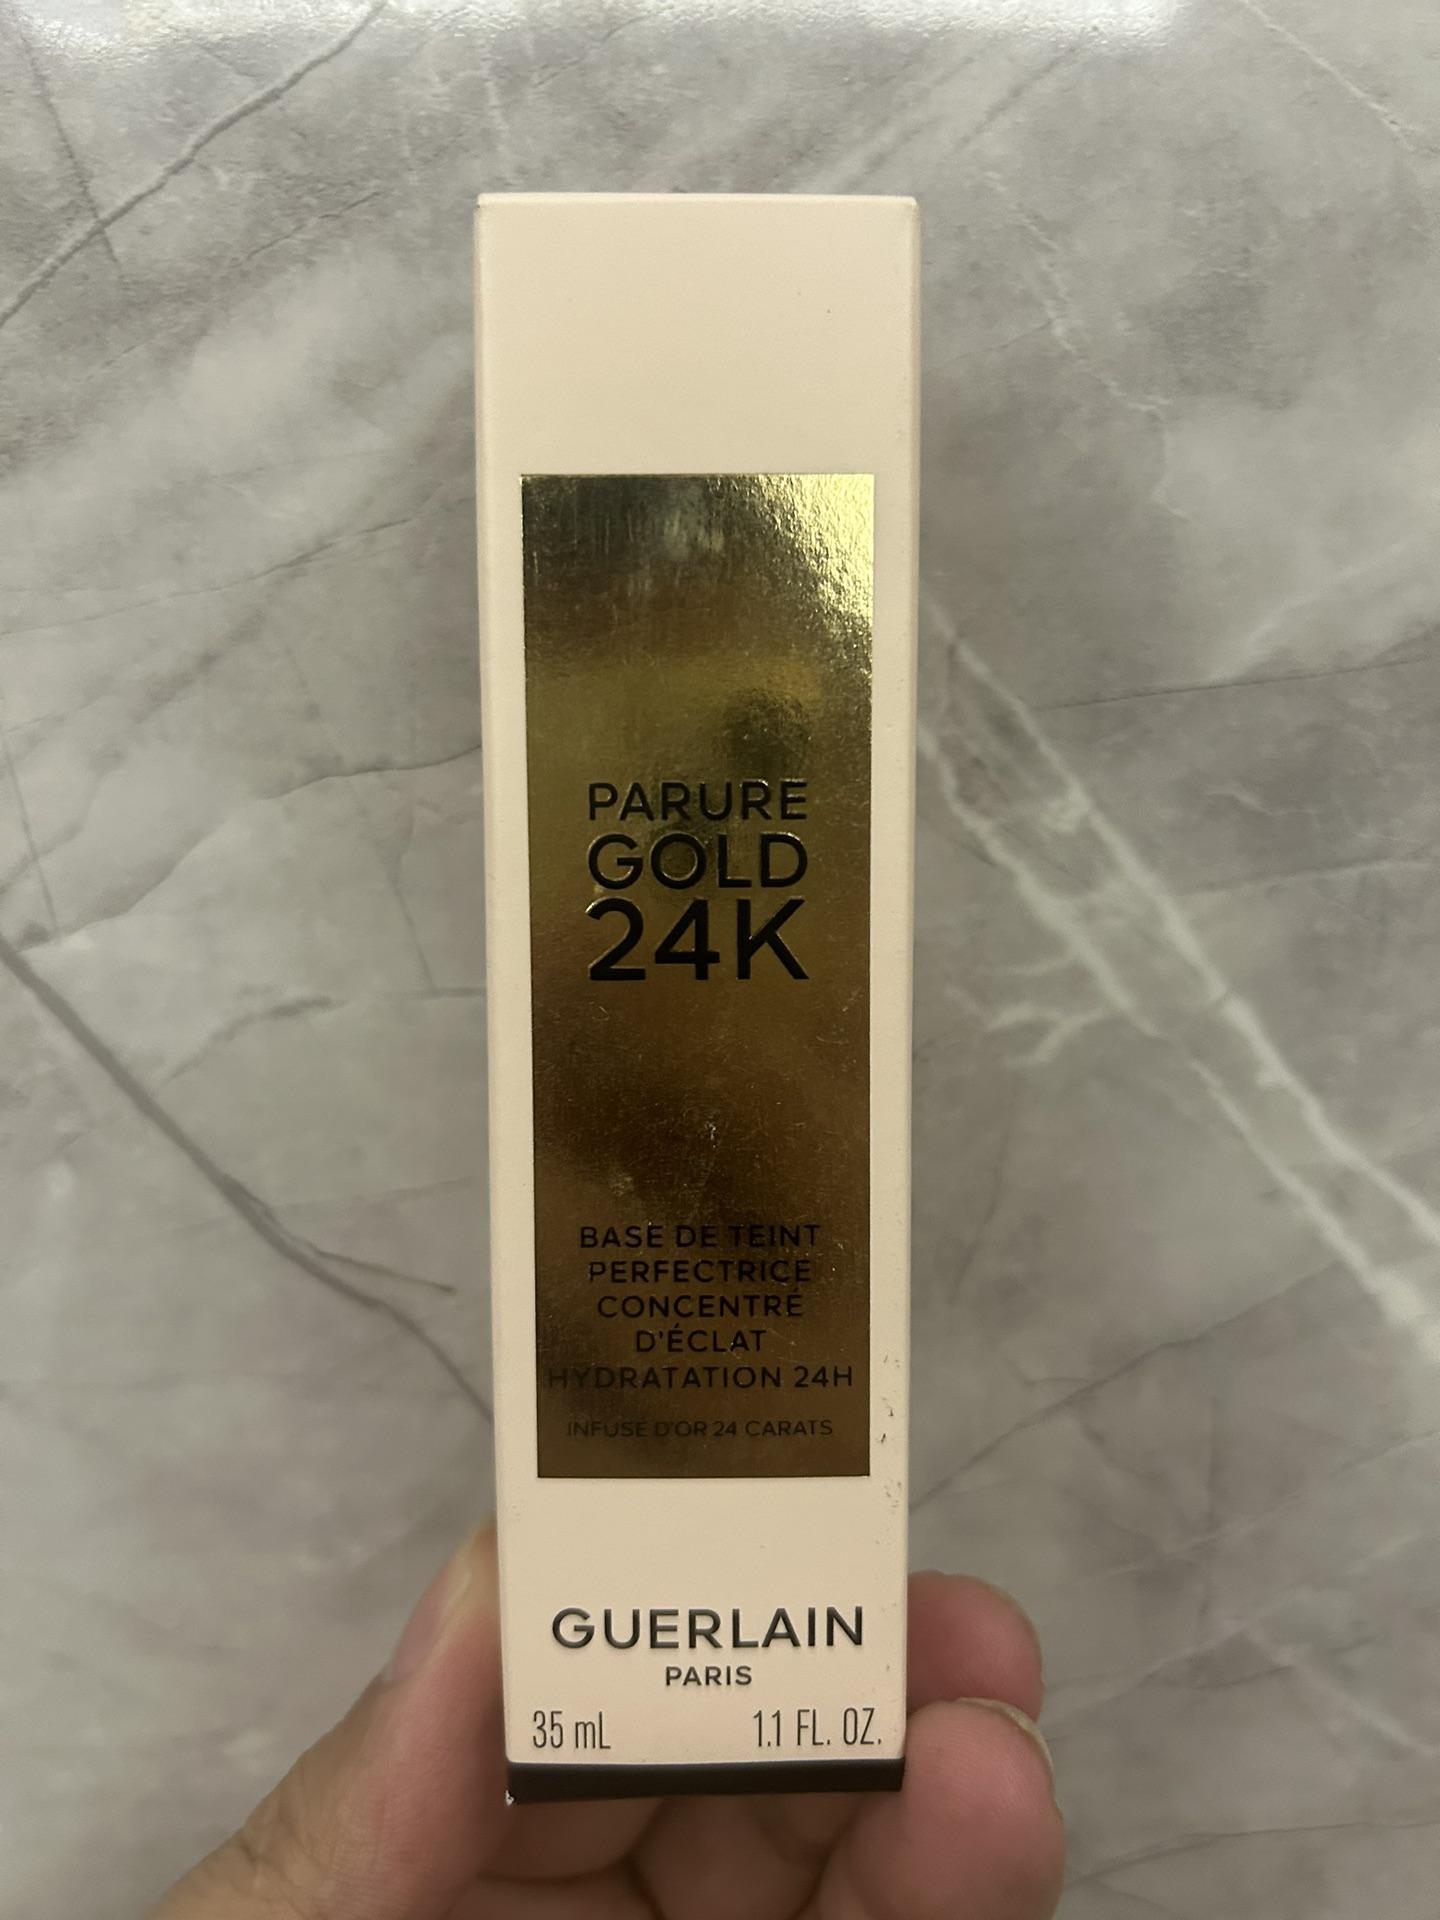 PARURE
GOLD
24K
BASE DE TEINT
PERFECTRICE
CONCENTRÉ
D'ÉCLAT
HYDRATATION 24H
INFUSÉ D'OR 24 CARATS
GUERLAIN
PARIS
35 mL 1.1 FL. OZ.